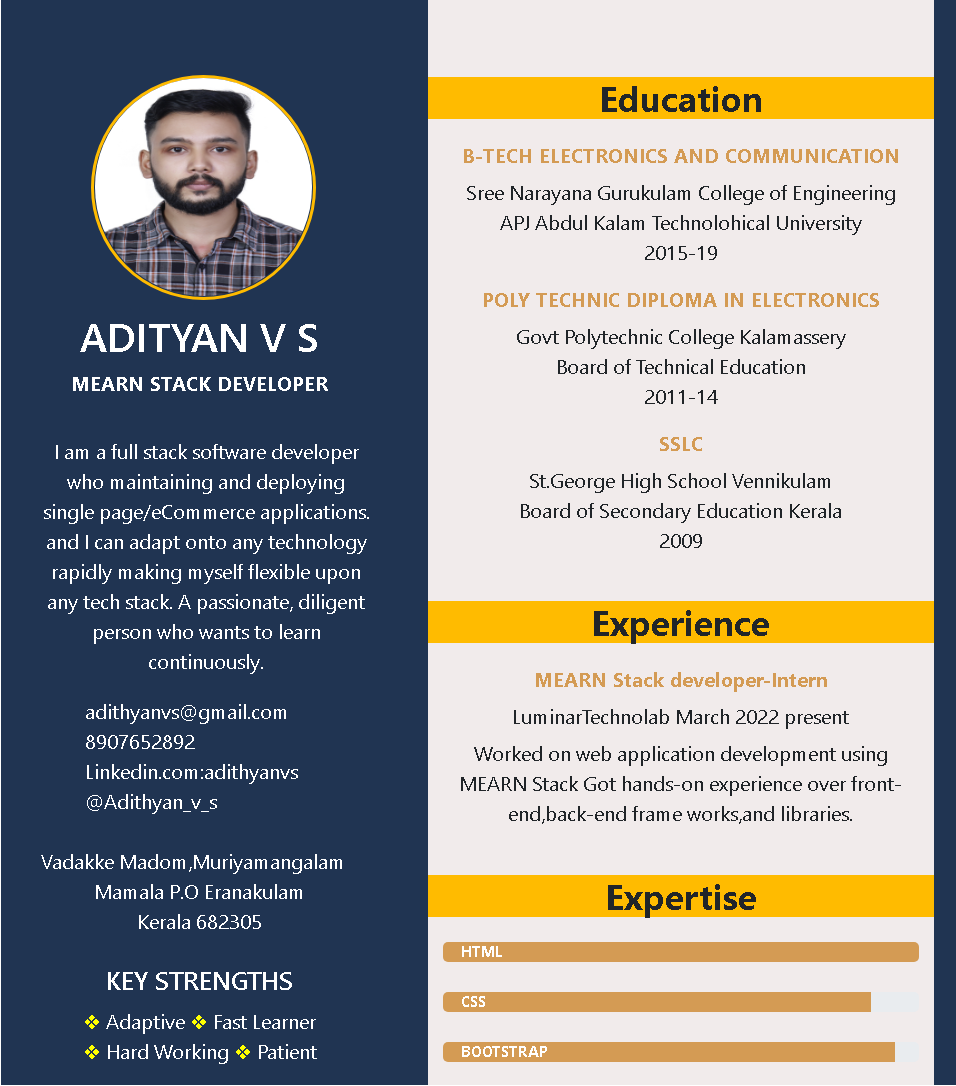 ADITYAN V S
MEARN STACK DEVELOPER
I am a full stack software developer
who maintaining and deploying
single page/eCommerce applications.
and I can adapt onto any technology
rapidly making myself flexible upon
any tech stack. A passionate, diligent
person who wants to learn
continuously.
adithyanvs@gmail.com
8907652892
Linkedin.com:adithyanvs
@Adithyan_v_s
Vadakke Madom,Muriyamangalam
Mamala P.O Eranakulam
Kerala 682305
KEY STRENGTHS
❖ Adaptive ❖ Fast Learner
❖ Hard Working ❖ Patient
Education
B-TECH ELECTRONICS AND COMMUNICATION
Sree Narayana Gurukulam College of Engineering
APJ Abdul Kalam Technolohical University
2015-19
POLY TECHNIC DIPLOMA IN ELECTRONICS
Govt Polytechnic College Kalamassery
Board of Technical Education
2011-14
SSLC
St.George High School Vennikulam
Board of Secondary Education Kerala
2009
Experience
MEARN Stack developer-Intern
LuminarTechnolab March 2022 present
Worked on web application development using
MEARN Stack Got hands-on experience over front-
end,back-end frame works,and libraries.
Expertise
HTML
CSS
BOOTSTRAP